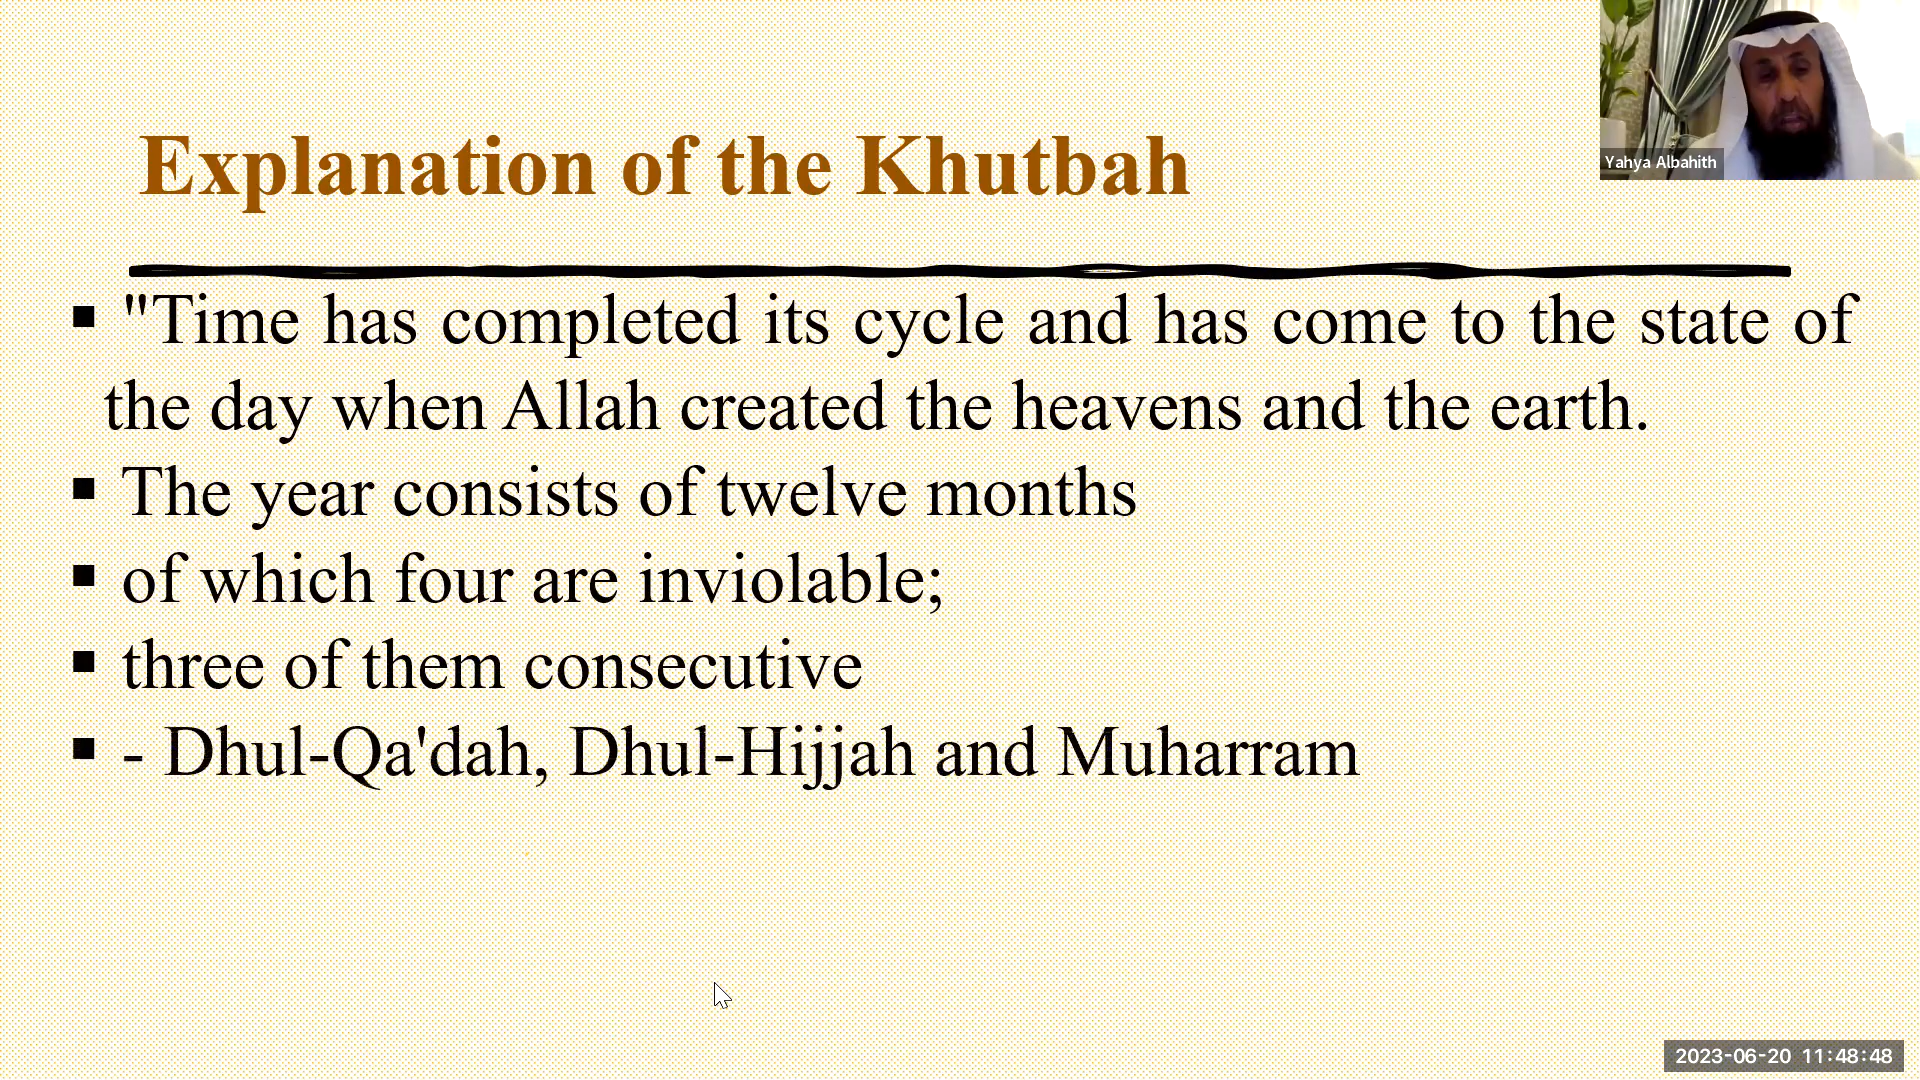 Yahya Albahith
Explanation of the Khutbah
▪ "Time has completed its cycle and has come to the state of
the day when Allah created the heavens and the earth.
▪ The year consists of twelve months
▪ of which four are inviolable;
▪ three of them consecutive
▪ - Dhul-Qa'dah, Dhul-Hijjah and Muharram
2023-06-20 11:48:48